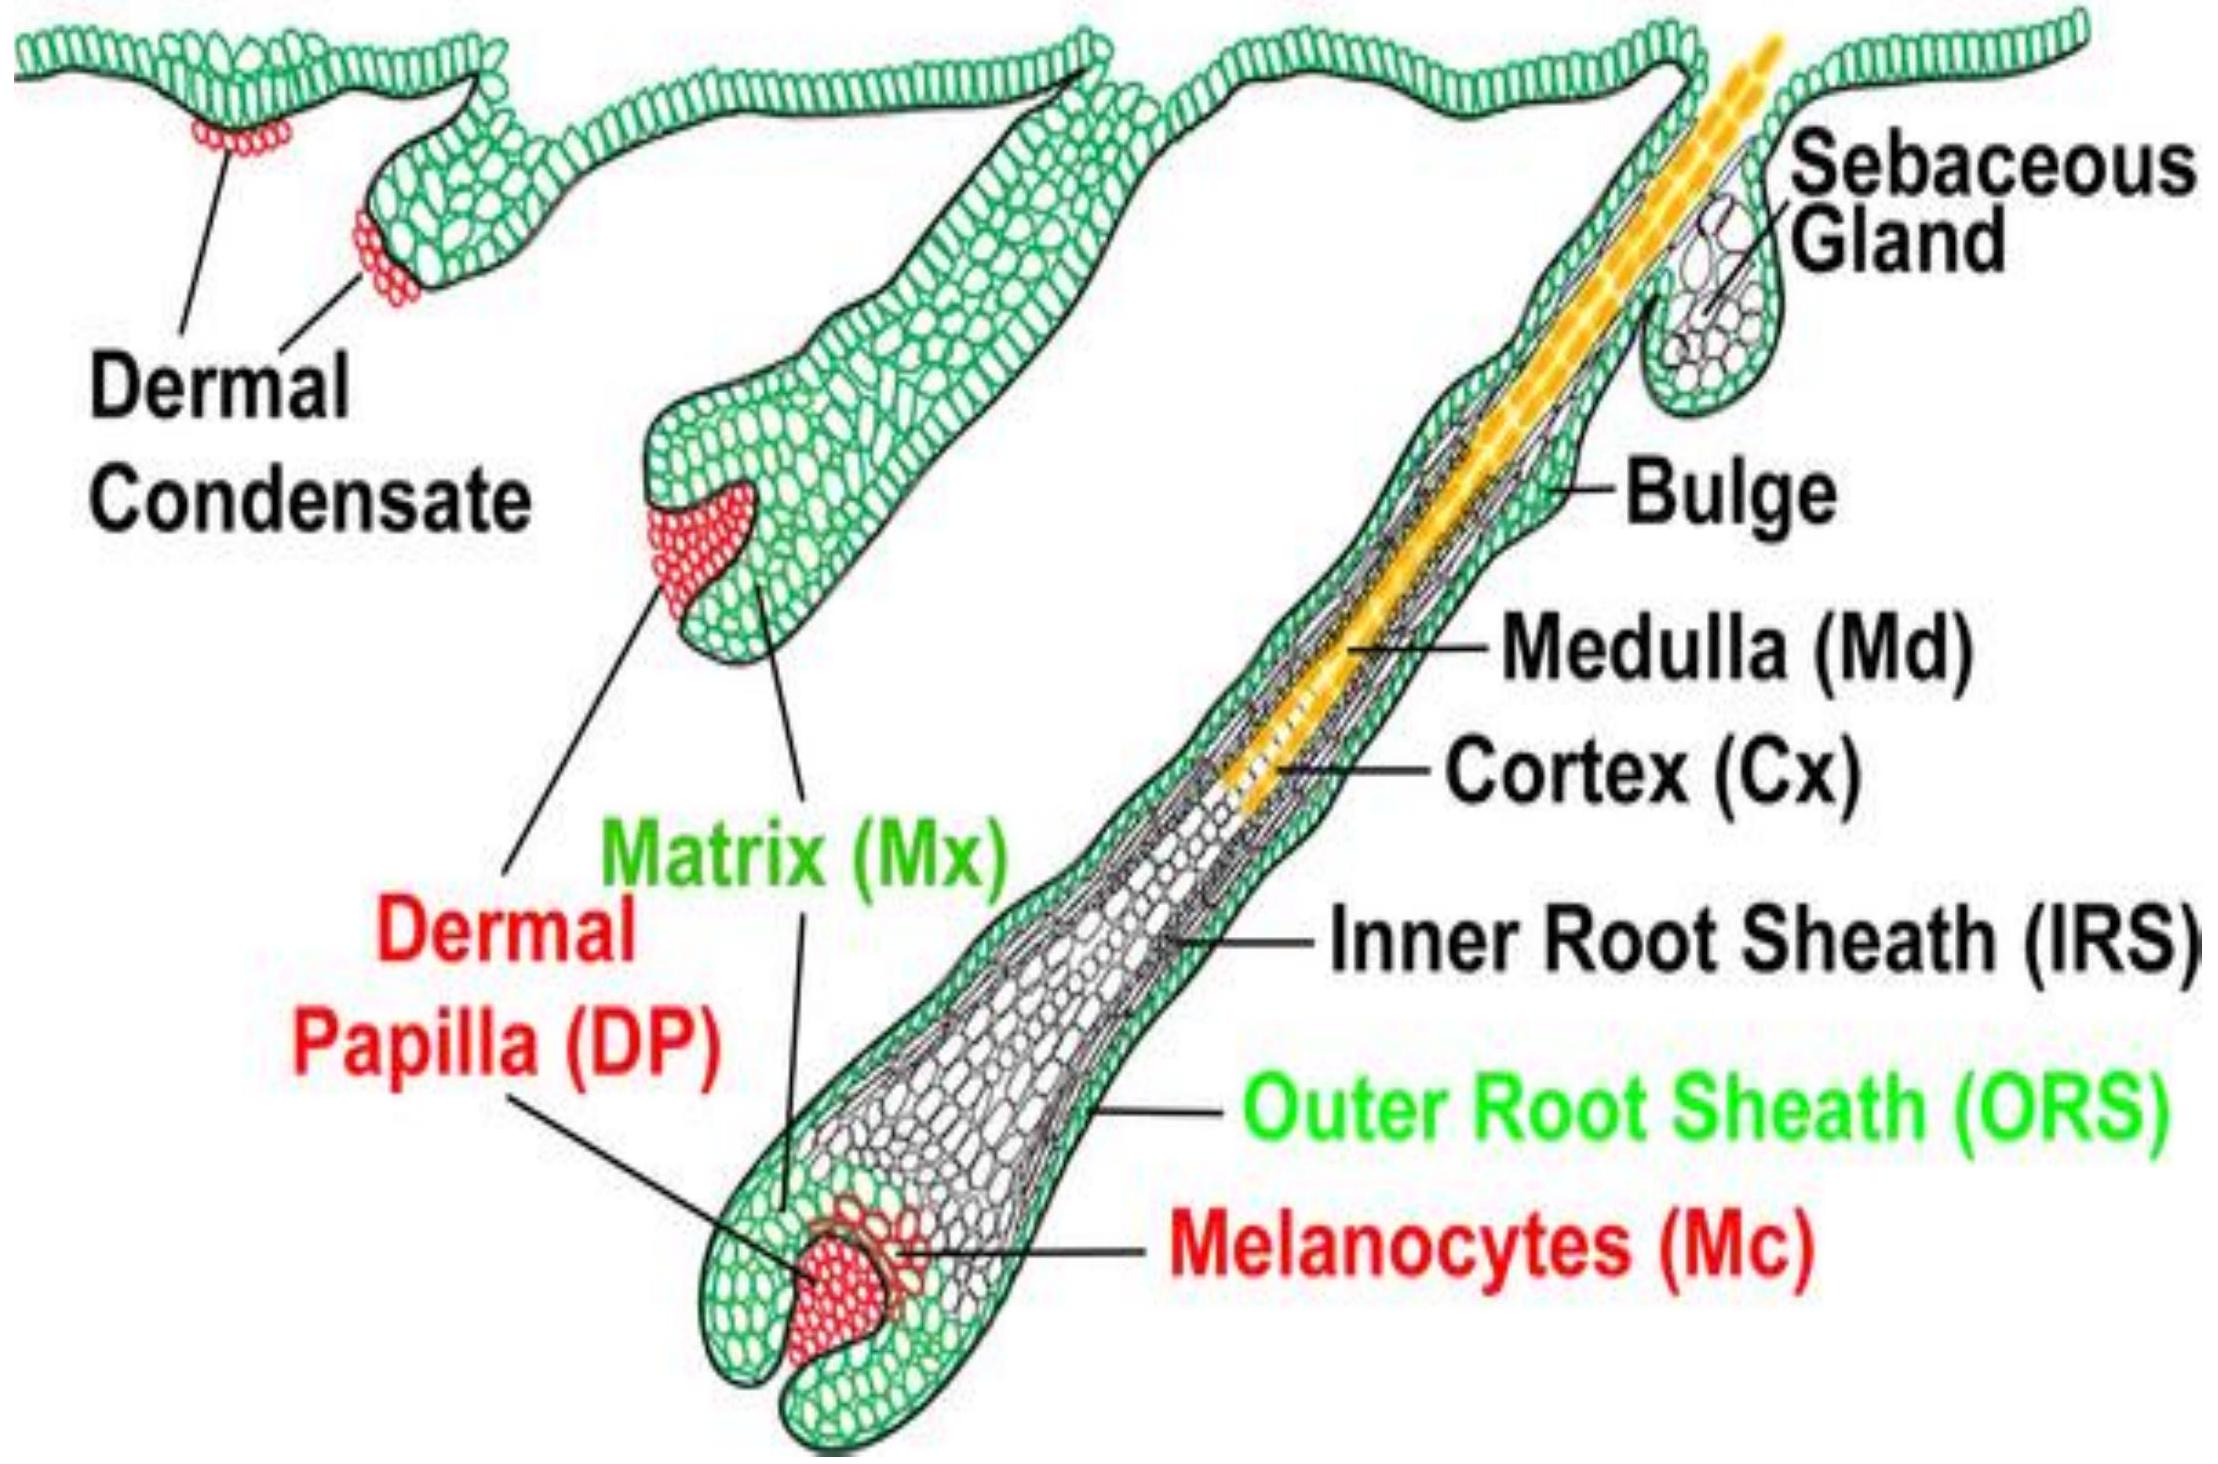 Sebaceous
Gland
Dermal
Condensate
Bulge
Medulla (Md)
Cortex (Cx)
Matrix (Mx)
Dermal
Papilla (DP)
Inner Root Sheath (IRS)
Outer Root Sheath (ORS)
Melanocytes (Mc)